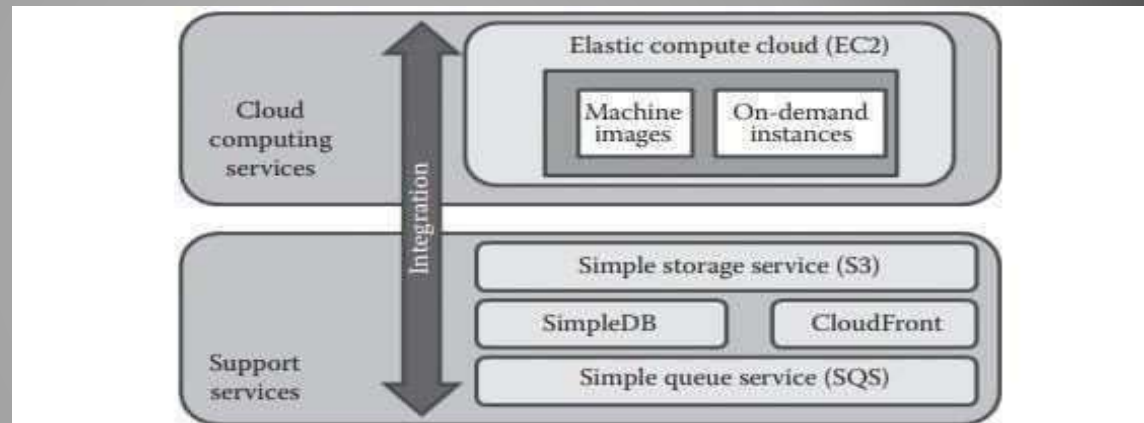 Elastic compute cloud (EC2)
Machine
images
On-demand
instances
Cloud
computing
services
Integration
Simple storage service (S3)
SimpleDB
CloudFront
Simple queue service (SQS)
Support
services